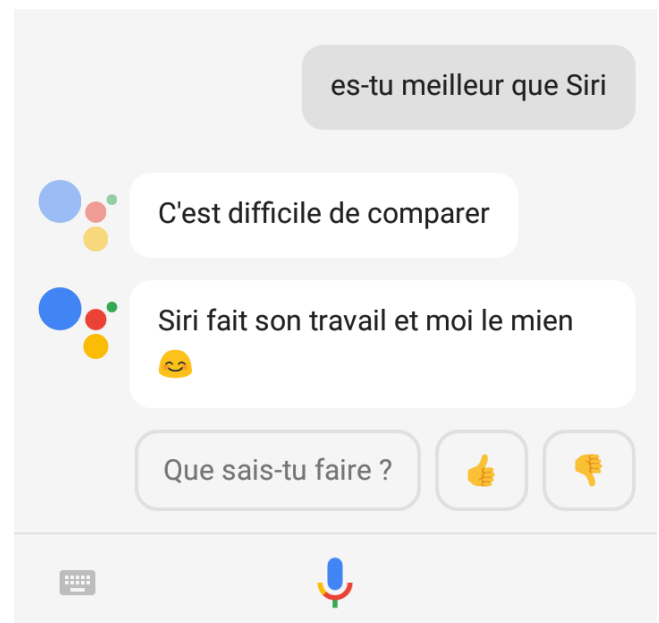 es-tu meilleur que Siri
C'est difficile de comparer
Siri fait son travail et moi le mien
😊
Que sais-tu faire ? 👍 👎